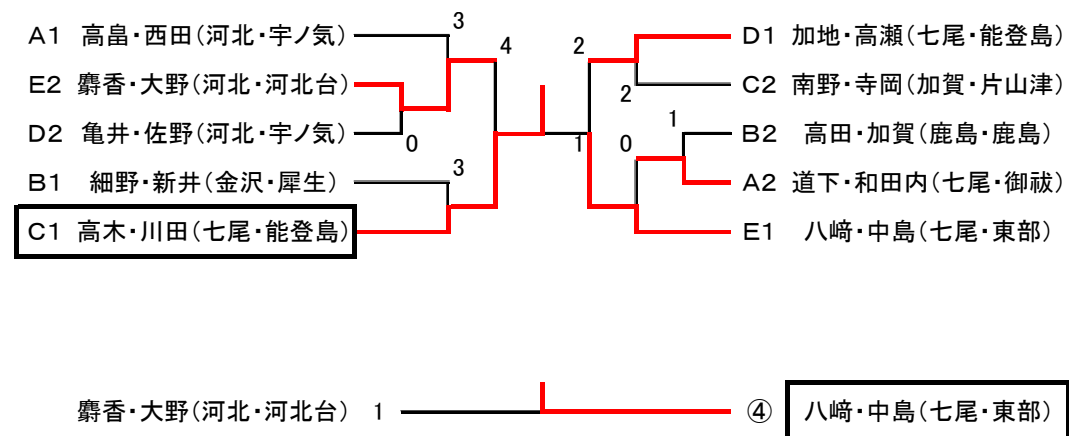 A1 高畠・西田(河北・宇ノ気)
3
E2 麝香・大野(河北・河北台)
4
D2 亀井・佐野(河北・宇ノ気)
0
B1 細野・新井(金沢・犀生)
3
C1 高木・川田(七尾・能登島)
2
D1 加地・高瀬(七尾・能登島)
2
C2 南野・寺岡(加賀・片山津)
1
B2 高田・加賀(鹿島・鹿島)
1
0
A2 道下・和田内(七尾・御祓)
E1 八﨑・中島(七尾・東部)
麝香・大野(河北・河北台) 1
④ 八﨑・中島(七尾・東部)